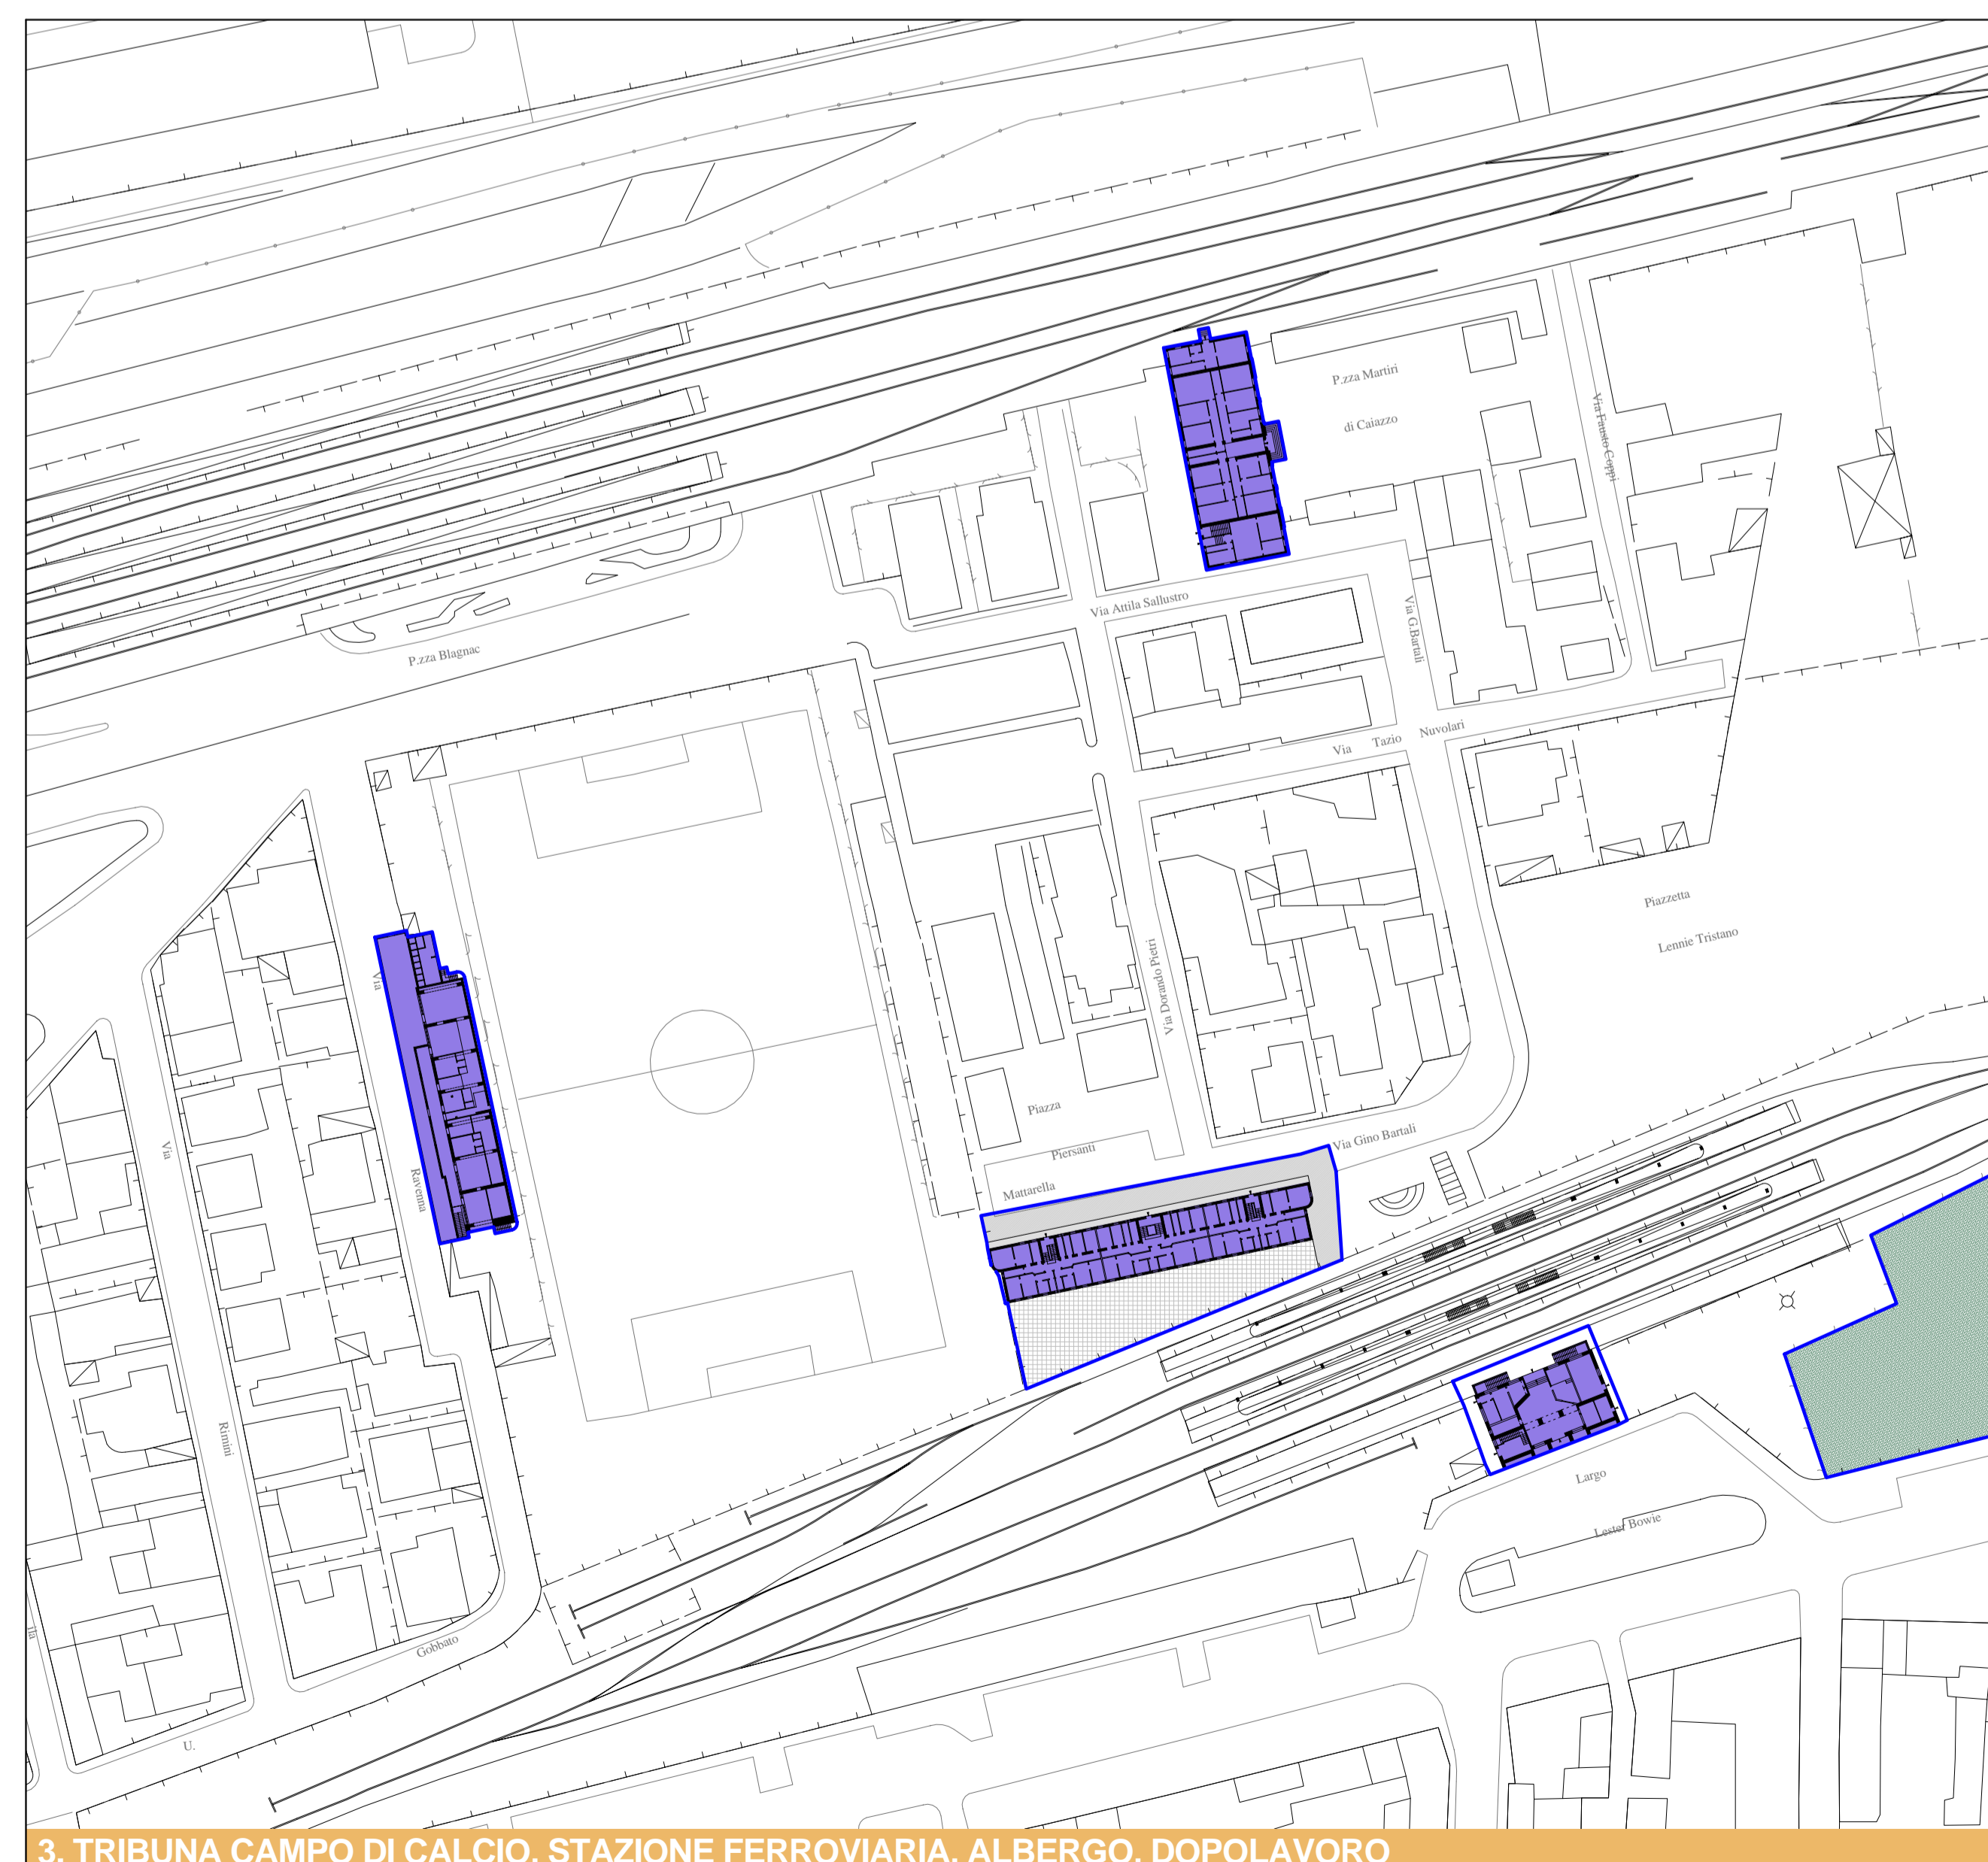 P.zza Martiri
di Caiazzo
Via Fausto Coppi
Via Attila Sallustro
Via G.Bartali
P.zza Blagnac
Via Tazio Nuvolari
Piazzetta
Lennie Tristano
Via Dorando Pietri
Via
Ravenna
Piazza
Piersanti
Mattarella
Via Gino Bartali
Via
Rimini
Largo
Lester Bowie
U.
Gobbato
ila
3. TRIBUNA CAMPO DI CALCIO, STAZIONE FERROVIARIA, ALBERGO, DOPOLAVORO